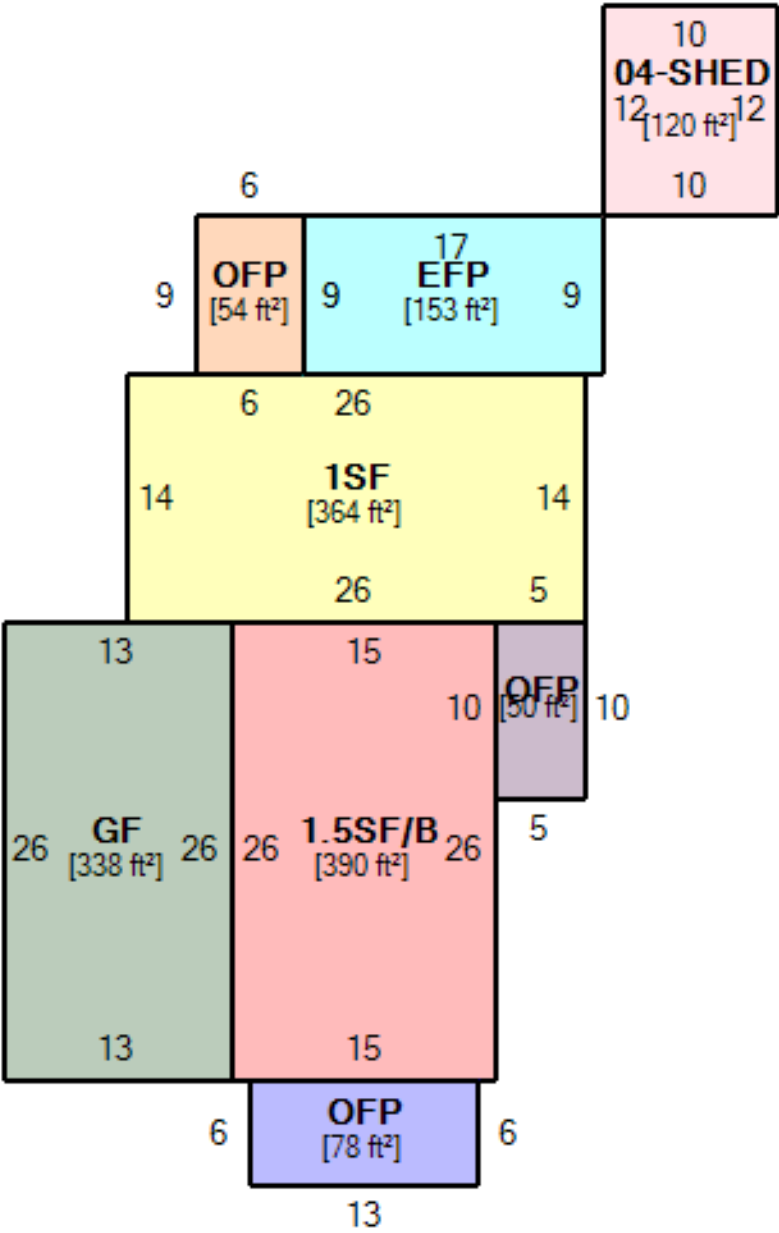 10
04-SHED
12 [120 ft²] 12
10
6
17
OFP
EFP
9 [54 ft²] 9 [153 ft²] 9
6 26
1SF
14 [364 ft²] 14
26 5
13 15
OFP
10 [50 ft²] 10
5
GF 1.5SF/B
26 [338 ft²] 26 26 [390 ft²] 26
13 15
OFP
6 [78 ft²] 6
13